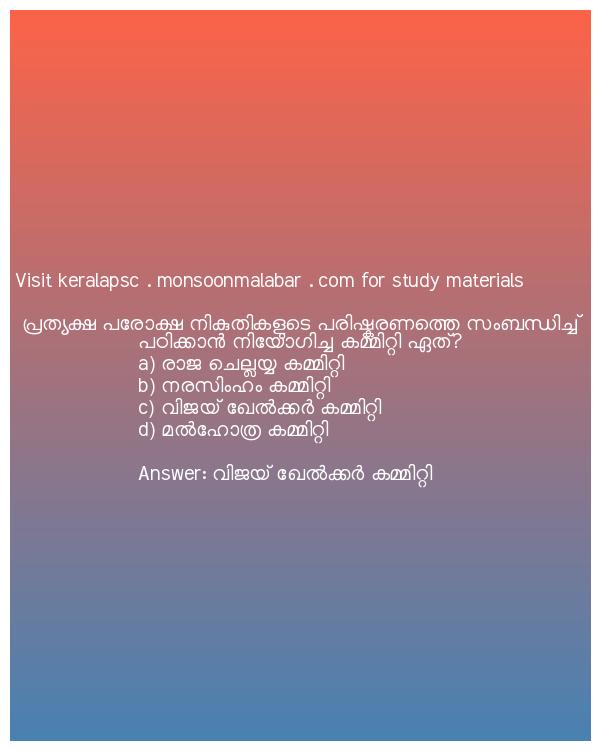 Visit keralapsc . monsoonmalabar . com for study materials
പ്രത്യക്ഷ പരോക്ഷ നികുതികളുടെ പരിഷ്കരണത്തെ സംബന്ധിച്ച്
പഠിക്കാൻ നിയോഗിച്ച കമ്മിറ്റി ഏത്?
a) രാജ ചെല്ലയ്യ കമ്മിറ്റി
b) നരസിംഹം കമ്മിറ്റി
c) വിജയ് ഖേൽക്കർ കമ്മിറ്റി
d) മൽഹോത്ര കമ്മിറ്റി
Answer: വിജയ് ഖേൽക്കർ കമ്മിറ്റി